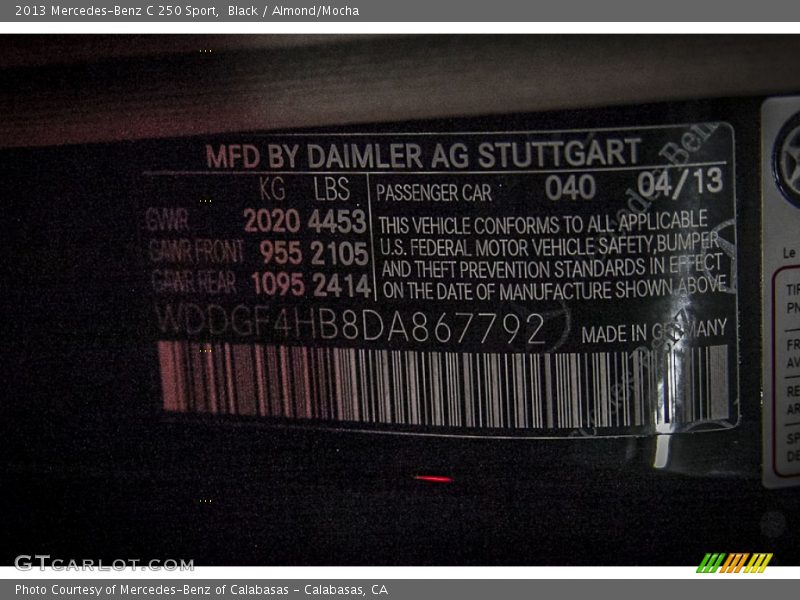 2013 Mercedes-Benz C 250 Sport, Black / Almond/Mocha
MFD BY DAIMLER AG STUTTGART
KG LBS
GVWR 2020 4453
GAWR FRONT 955 2105
GAWR REAR 1095 2414
PASSENGER CAR 040 04/13
THIS VEHICLE CONFORMS TO ALL APPLICABLE
U.S. FEDERAL MOTOR VEHICLE SAFETY, BUMPER
AND THEFT PREVENTION STANDARDS IN EFFECT
ON THE DATE OF MANUFACTURE SHOWN ABOVE
WDDGF4HB8DA867792
MADE IN GERMANY
Le
GTcarlot.com
Photo Courtesy of Mercedes-Benz of Calabasas - Calabasas, CA